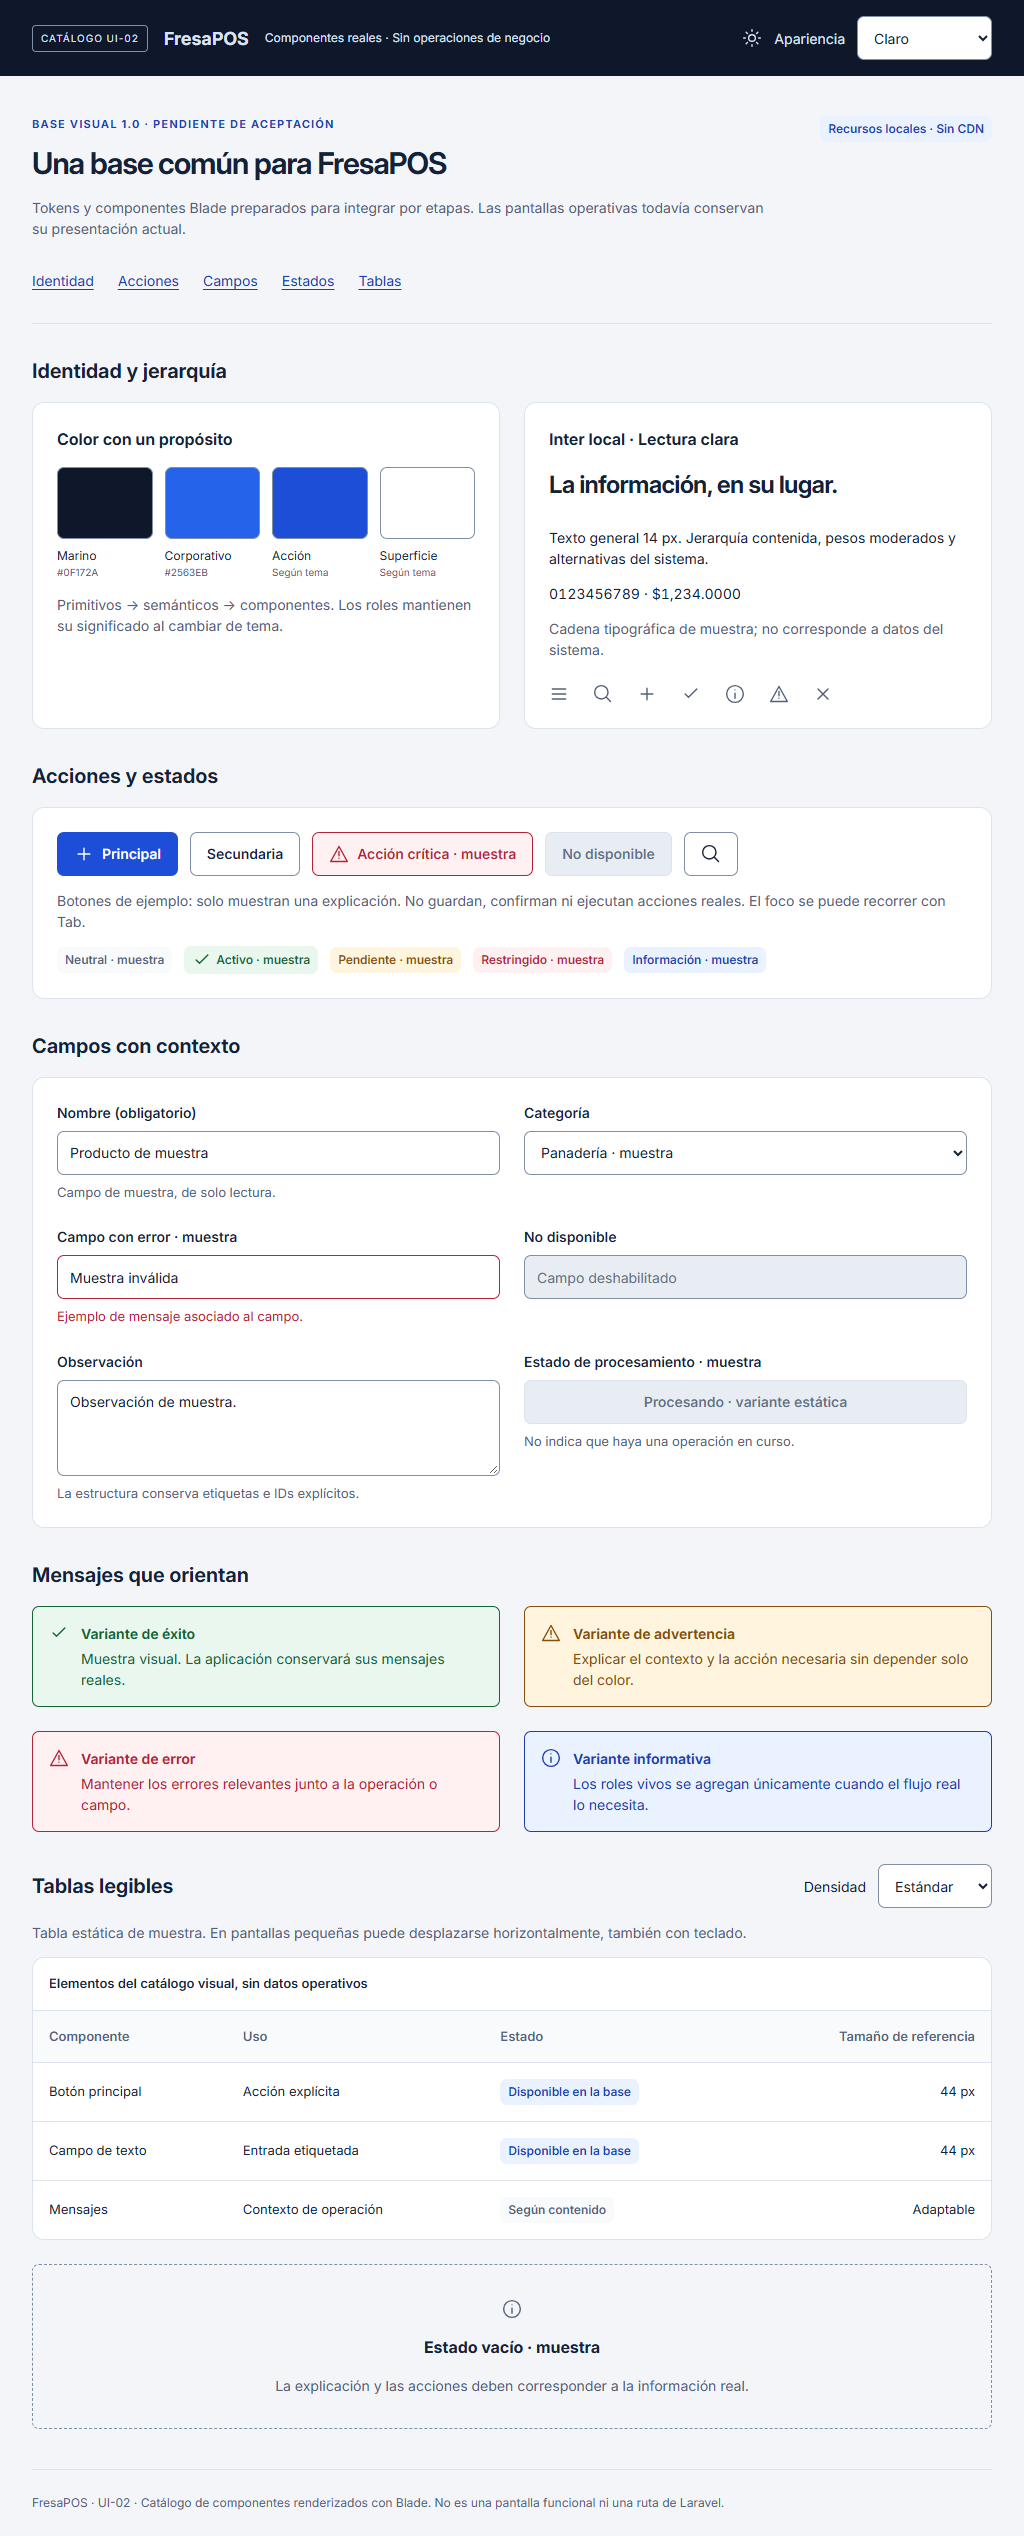 CATÁLOGO UI-02
FresaPOS
Componentes reales · Sin operaciones de negocio
Apariencia
Claro
BASE VISUAL 1.0 · PENDIENTE DE ACEPTACIÓN
Recursos locales · Sin CDN
Una base común para FresaPOS
Tokens y componentes Blade preparados para integrar por etapas. Las pantallas operativas todavía conservan
su presentación actual.
Identidad
Acciones
Campos
Estados
Tablas
Identidad y jerarquía
Color con un propósito
Marino
#0F172A
Corporativo
#2563EB
Acción
Según tema
Superficie
Según tema
Primitivos → semánticos → componentes. Los roles mantienen
su significado al cambiar de tema.
Inter local · Lectura clara
La información, en su lugar.
Texto general 14 px. Jerarquía contenida, pesos moderados y
alternativas del sistema.
0123456789 · $1,234.0000
Cadena tipográfica de muestra; no corresponde a datos del
sistema.
Acciones y estados
Principal
Secundaria
Acción crítica · muestra
No disponible
Botones de ejemplo: solo muestran una explicación. No guardan, confirman ni ejecutan acciones reales. El foco se puede recorrer con
Tab.
Neutral · muestra
Activo · muestra
Pendiente · muestra
Restringido · muestra
Información · muestra
Campos con contexto
Nombre (obligatorio)
Producto de muestra
Campo de muestra, de solo lectura.
Categoría
Panadería · muestra
Campo con error · muestra
Muestra inválida
Ejemplo de mensaje asociado al campo.
No disponible
Campo deshabilitado
Observación
Observación de muestra.
La estructura conserva etiquetas e IDs explícitos.
Estado de procesamiento · muestra
Procesando · variante estática
No indica que haya una operación en curso.
Mensajes que orientan
Variante de éxito
Muestra visual. La aplicación conservará sus mensajes
reales.
Variante de advertencia
Explicar el contexto y la acción necesaria sin depender solo
del color.
Variante de error
Mantener los errores relevantes junto a la operación o
campo.
Variante informativa
Los roles vivos se agregan únicamente cuando el flujo real
lo necesita.
Tablas legibles
Densidad
Estándar
Tabla estática de muestra. En pantallas pequeñas puede desplazarse horizontalmente, también con teclado.
Elementos del catálogo visual, sin datos operativos
Componente Uso Estado Tamaño de referencia
Botón principal Acción explícita Disponible en la base 44 px
Campo de texto Entrada etiquetada Disponible en la base 44 px
Mensajes Contexto de operación Según contenido Adaptable
Estado vacío · muestra
La explicación y las acciones deben corresponder a la información real.
FresaPOS · UI-02 · Catálogo de componentes renderizados con Blade. No es una pantalla funcional ni una ruta de Laravel.